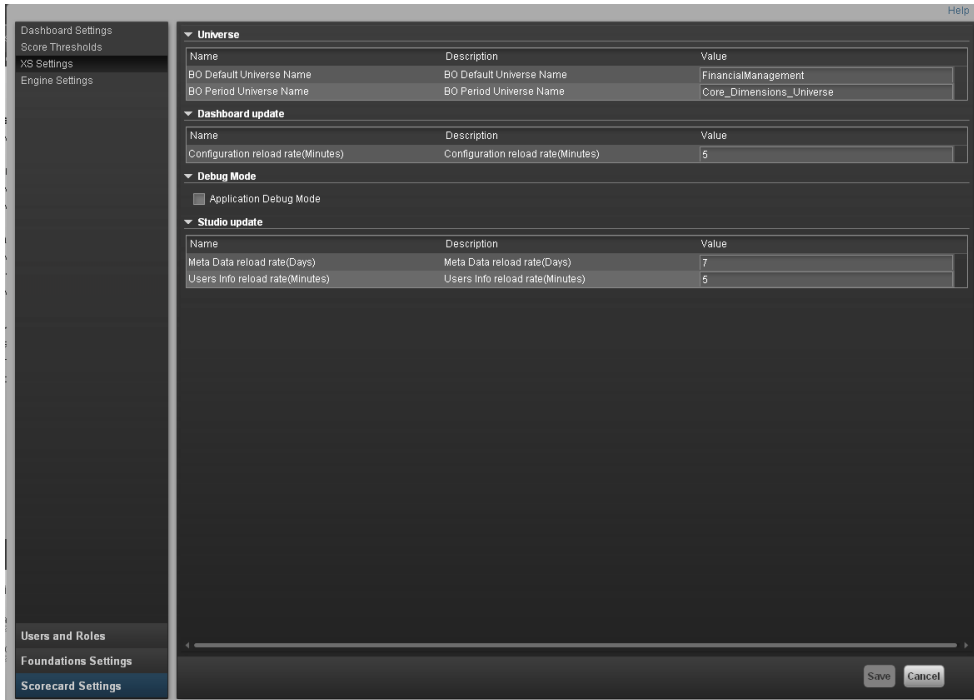 Help
Dashboard Settings
Score Thresholds
XS Settings
Engine Settings
Universe
Name Description Value
BO Default Universe Name BO Default Universe Name FinancialManagement
BO Period Universe Name BO Period Universe Name Core_Dimensions_Universe
Dashboard update
Name Description Value
Configuration reload rate(Minutes) Configuration reload rate(Minutes) 5
Debug Mode
Application Debug Mode
Studio update
Name Description Value
Meta Data reload rate(Days) Meta Data reload rate(Days) 7
Users Info reload rate(Minutes) Users Info reload rate(Minutes) 5
Users and Roles
Foundations Settings
Scorecard Settings
Save Cancel